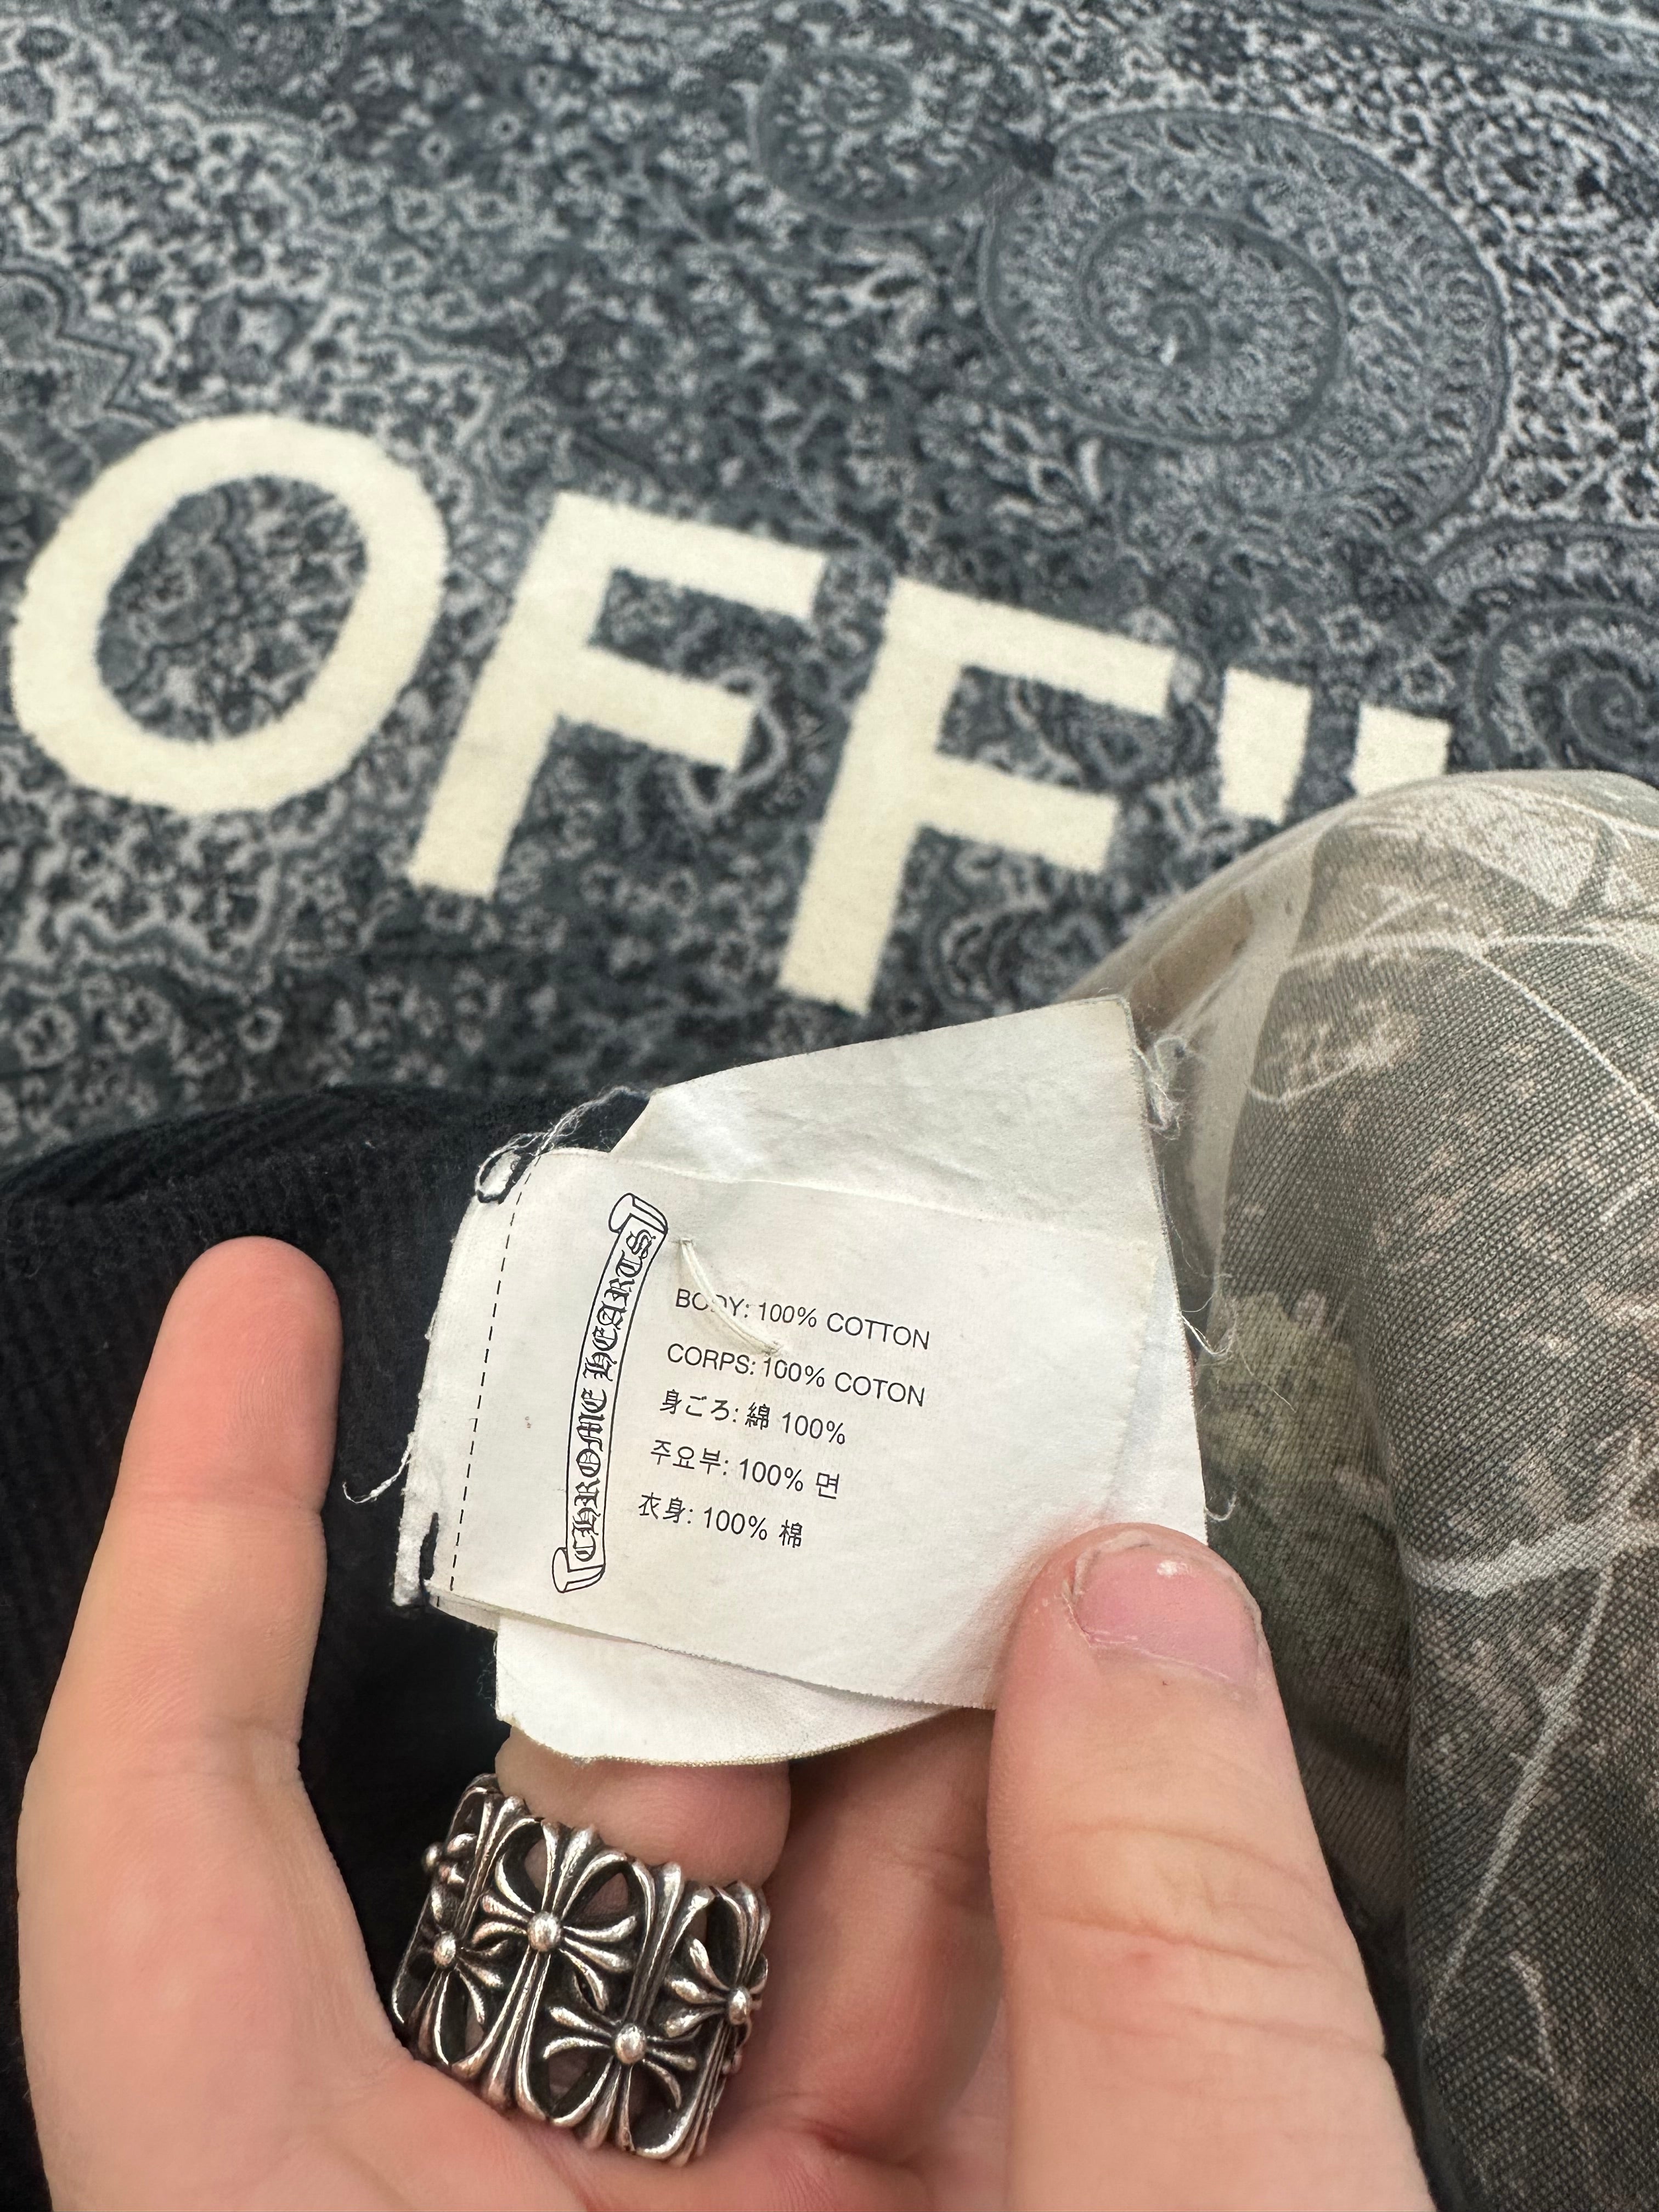 OFF"
CHROME HEARTS
BODY: 100% COTTON
CORPS: 100% COTON
身ごろ: 綿 100%
주요부: 100% 면
衣身: 100% 棉